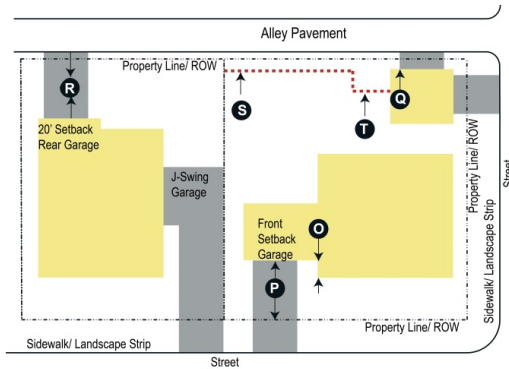 Alley Pavement
Property Line/ ROW
R
S
Q
T
20' Setback
Rear Garage
J-Swing
Garage
Front
Setback
Garage
O
P
Property Line/ ROW
Sidewalk/ Landscape Strip
Street
Property Line/ ROW
Sidewalk/ Landscape Strip
Street